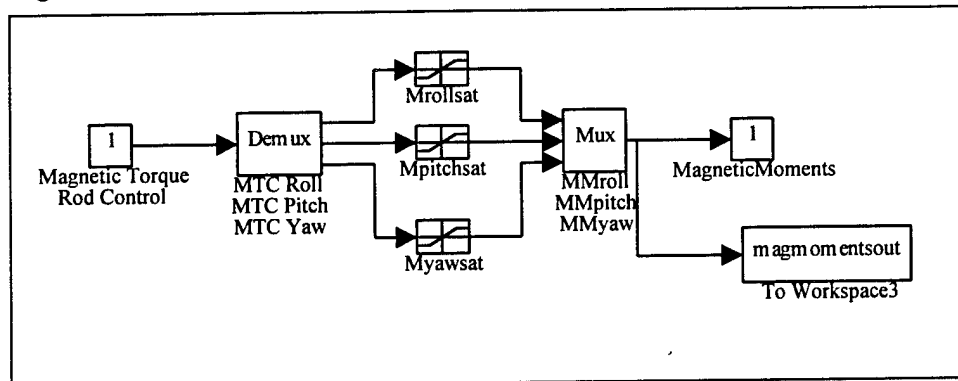 Mrollsat
1
Magnetic Torque
Rod Control
Demux
MTC Roll
MTC Pitch
MTC Yaw
Mpitchsat
Myawsat
Mux
MMroll
MMpitch
MMyaw
1
MagneticMoments
magmomentsout
To Workspace3